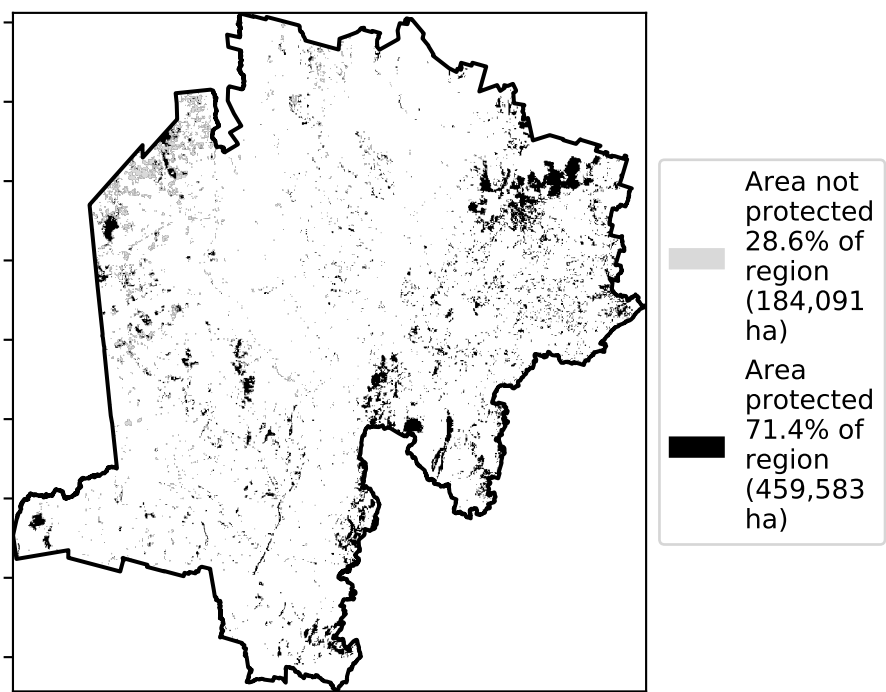 Area not
protected
28.6% of
region
(184,091
ha)
Area
protected
71.4% of
region
(459,583
ha)